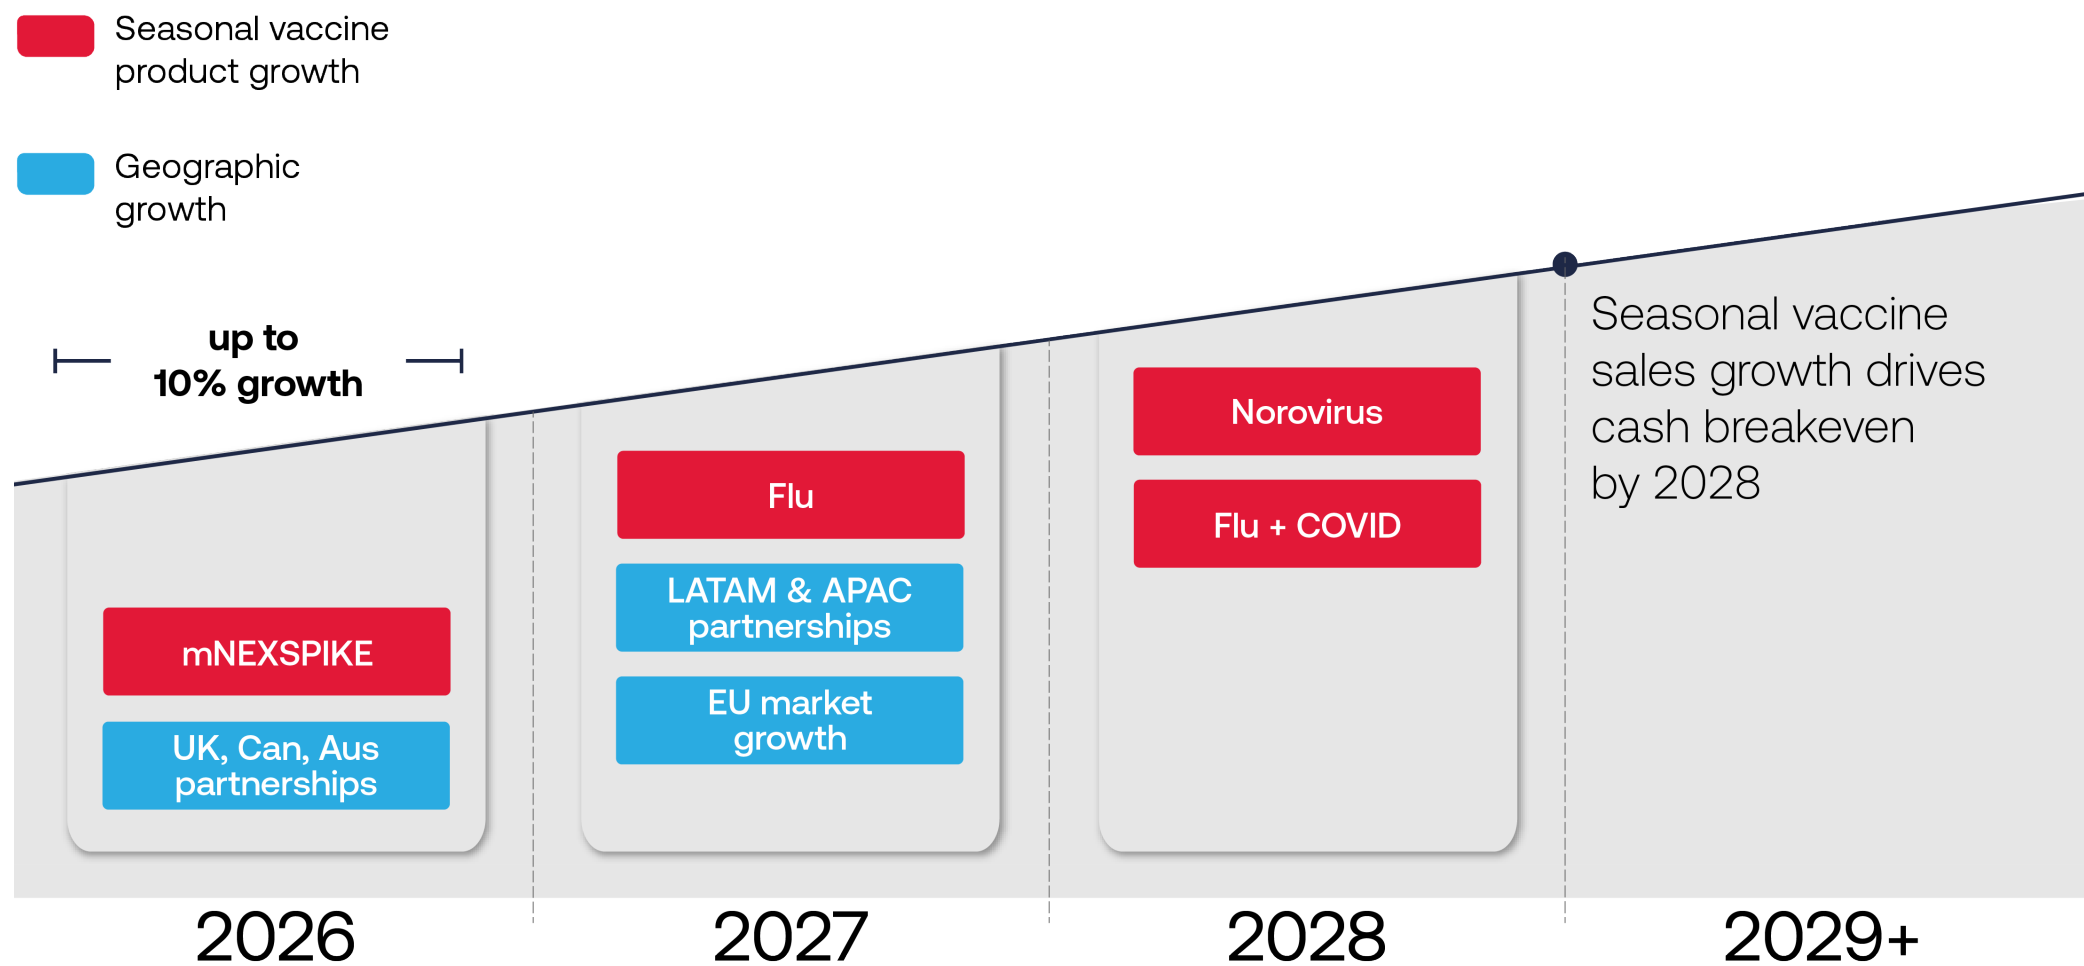 Seasonal vaccine
product growth
Geographic
growth
up to
10% growth
mNEXSPIKE
UK, Can, Aus
partnerships
Flu
LATAM & APAC
partnerships
EU market
growth
Norovirus
Flu + COVID
Seasonal vaccine
sales growth drives
cash breakeven
by 2028
2026
2027
2028
2029+